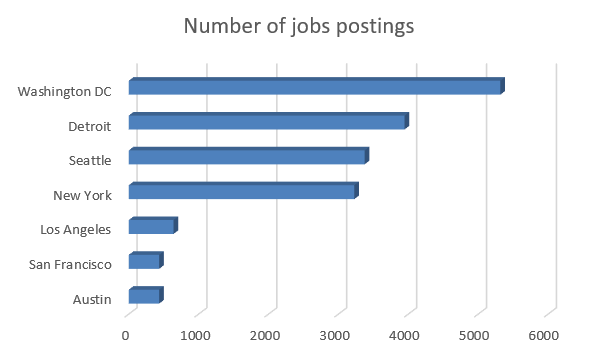 Number of jobs postings
Washington DC
Detroit
Seattle
New York
Los Angeles
San Francisco
Austin
0 1000 2000 3000 4000 5000 6000